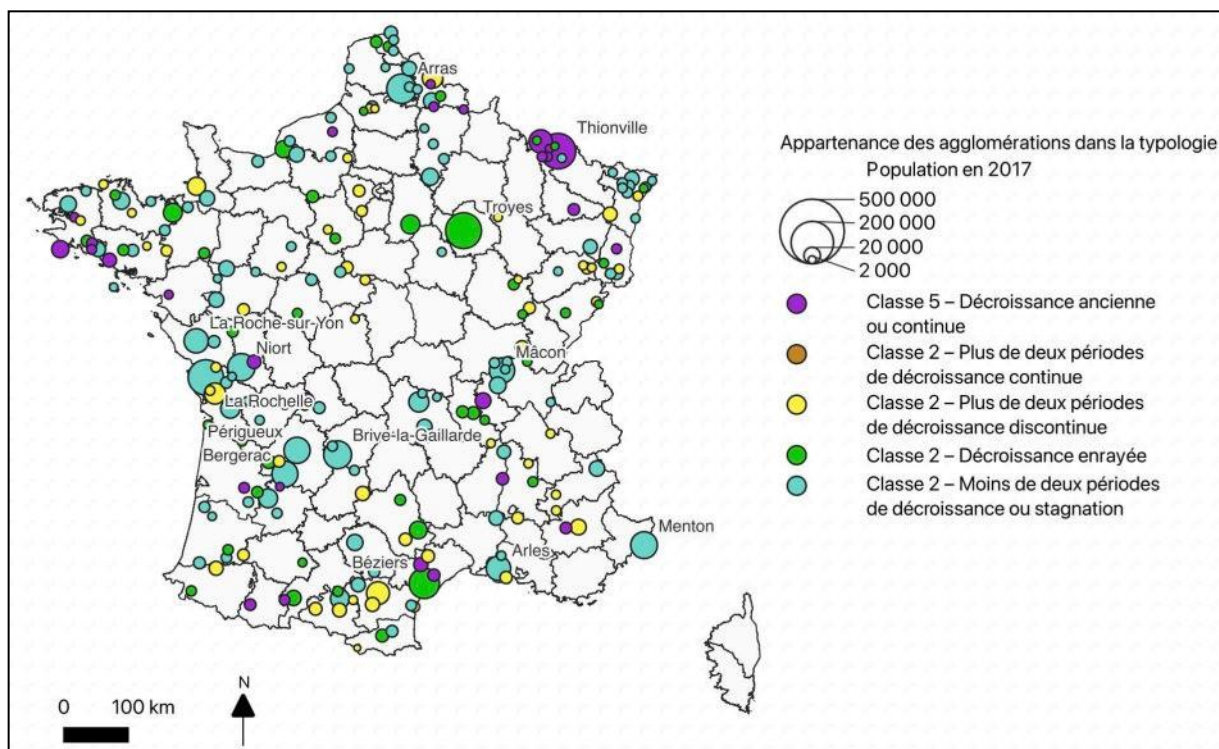 Arras
Thionville
Troyes
La Roche-sur-Yon
Niort
Mâcon
La Rochelle
Périgueux
Brive-la-Gaillarde
Bergerac
Menton
Arles
Béziers
N
0 100 km
Appartenance des agglomérations dans la typologie
Population en 2017
500 000
200 000
20 000
2 000
Classe 5 – Décroissance ancienne
ou continue
Classe 2 – Plus de deux périodes
de décroissance continue
Classe 2 – Plus de deux périodes
de décroissance discontinue
Classe 2 – Décroissance enrayée
Classe 2 – Moins de deux périodes
de décroissance ou stagnation